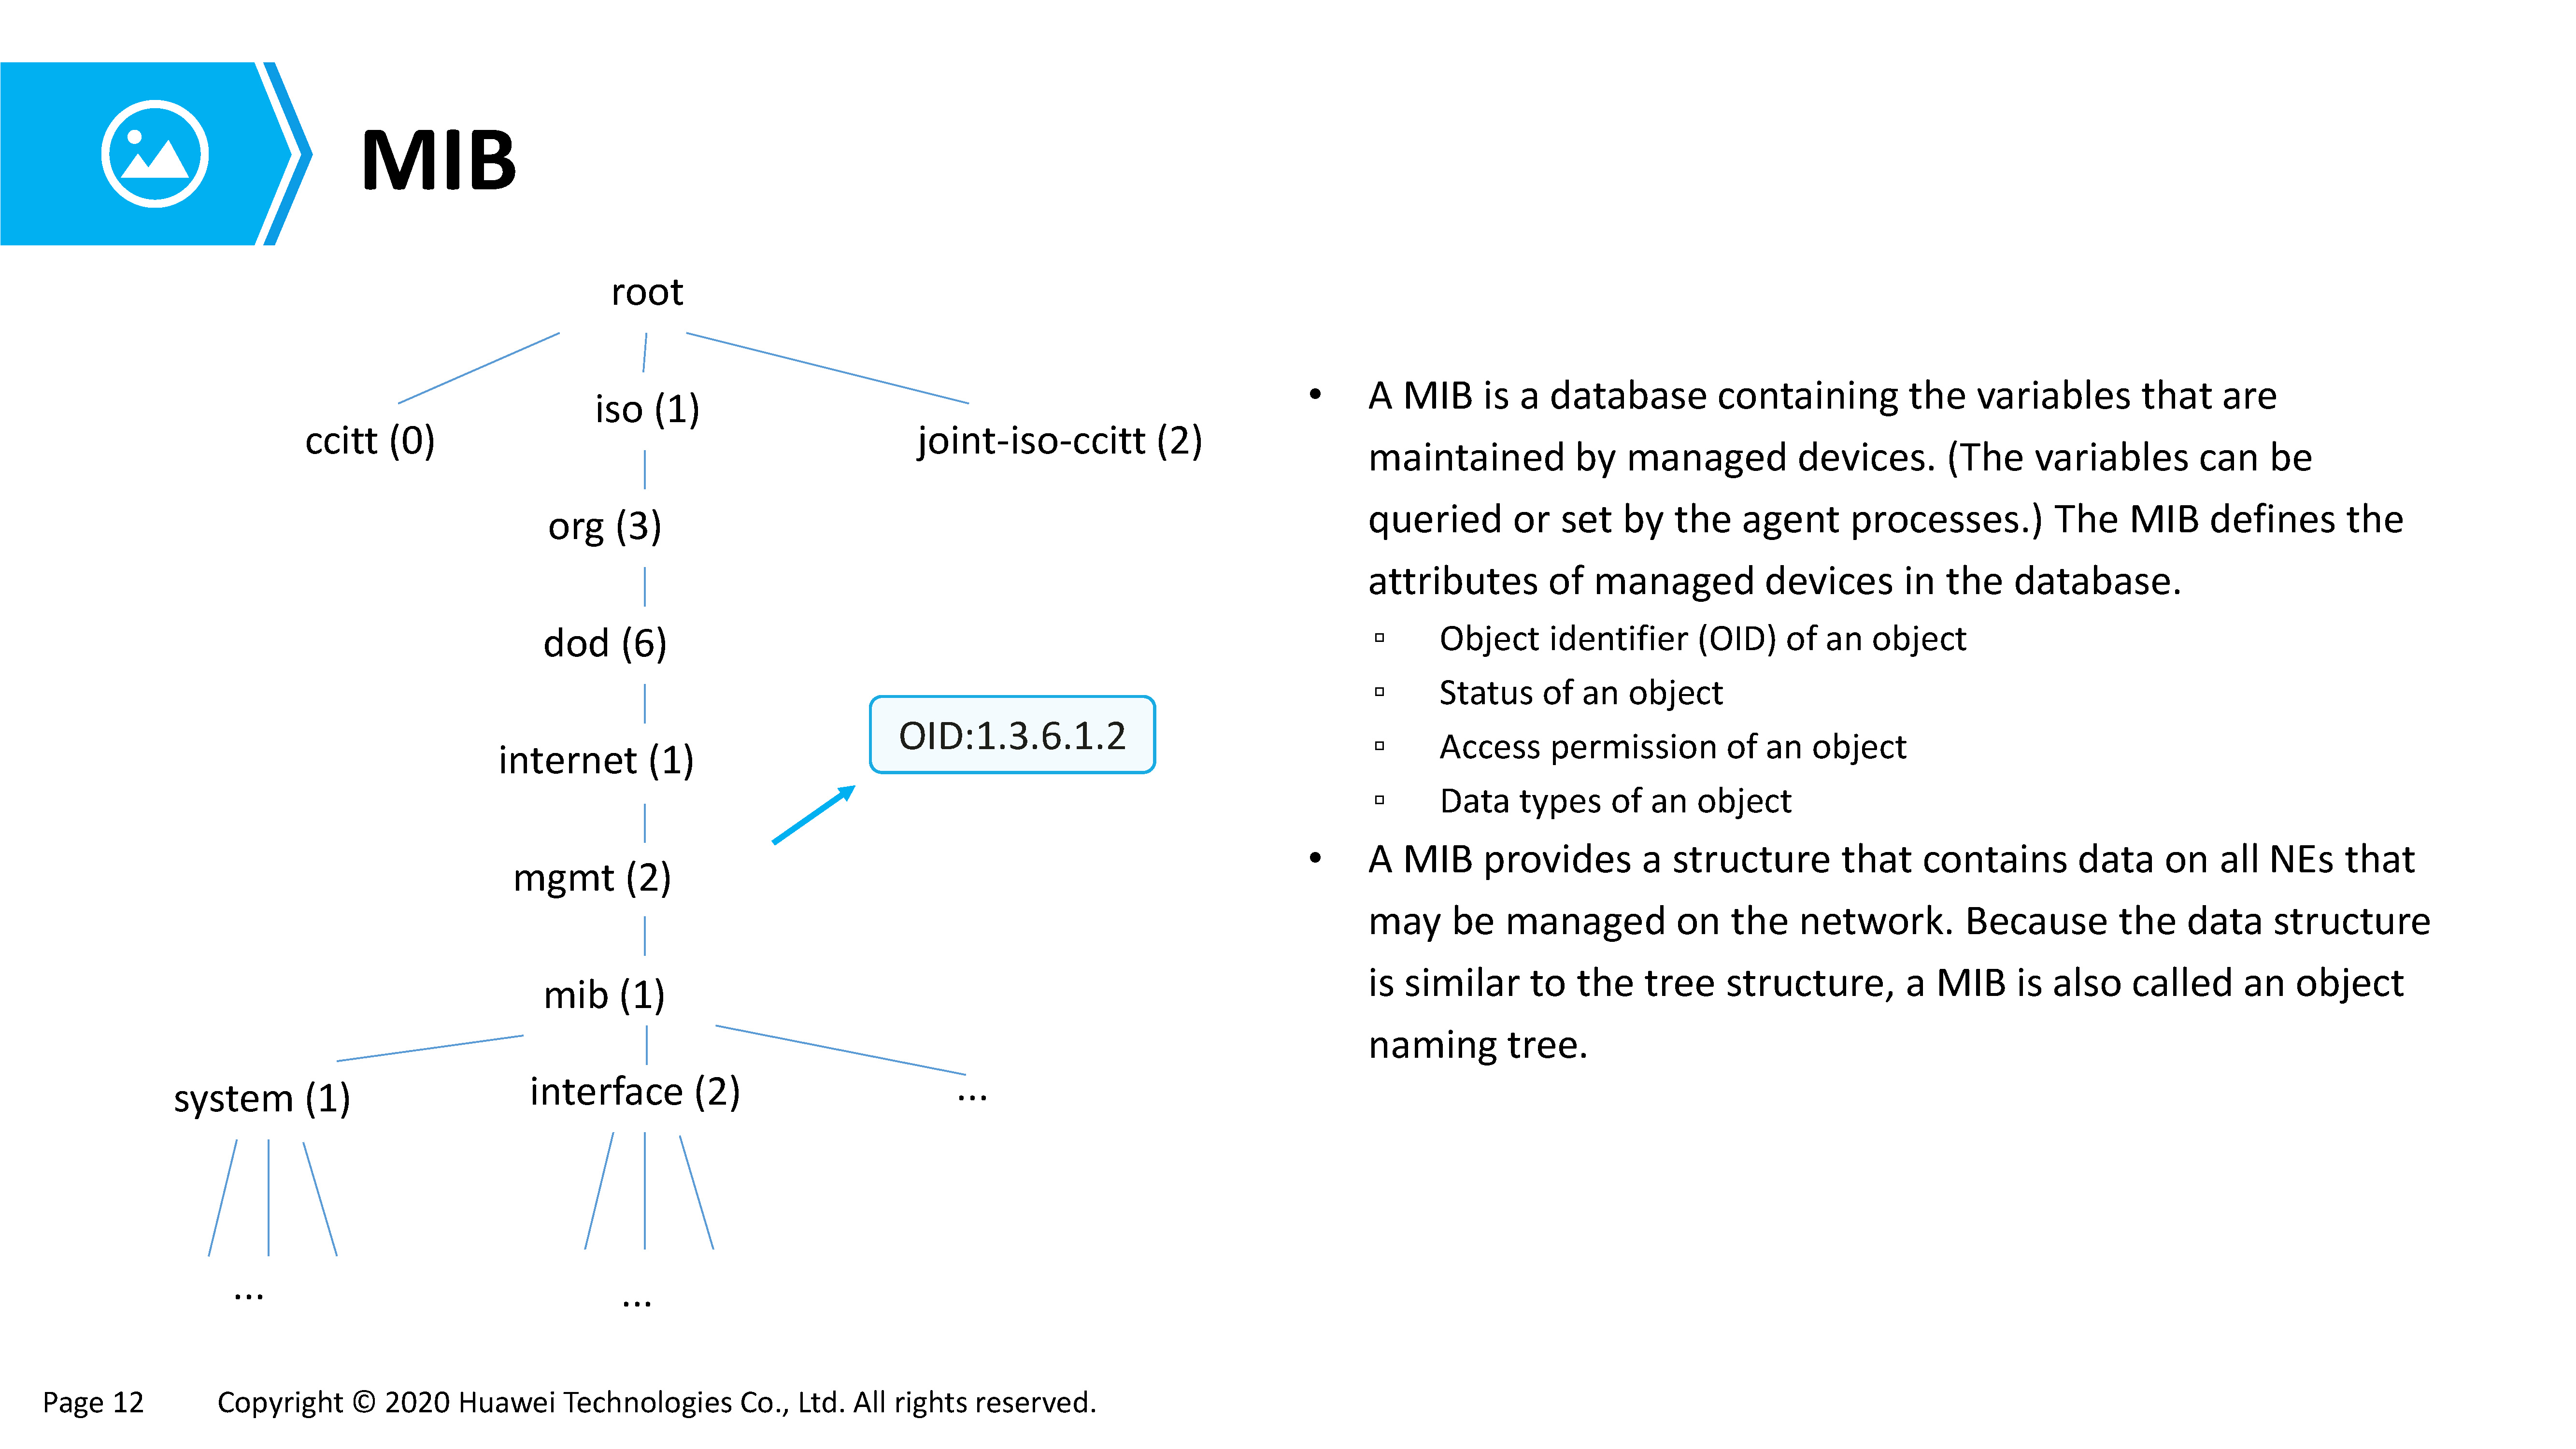 MIB
root
ccitt (0)
iso (1)
joint-iso-ccitt (2)
org (3)
dod (6)
internet (1)
OID:1.3.6.1.2
mgmt (2)
mib (1)
system (1)
interface (2)
...
...
...
• A MIB is a database containing the variables that are
maintained by managed devices. (The variables can be
queried or set by the agent processes.) The MIB defines the
attributes of managed devices in the database.
▫ Object identifier (OID) of an object
▫ Status of an object
▫ Access permission of an object
▫ Data types of an object
• A MIB provides a structure that contains data on all NEs that
may be managed on the network. Because the data structure
is similar to the tree structure, a MIB is also called an object
naming tree.
Page 12
Copyright © 2020 Huawei Technologies Co., Ltd. All rights reserved.